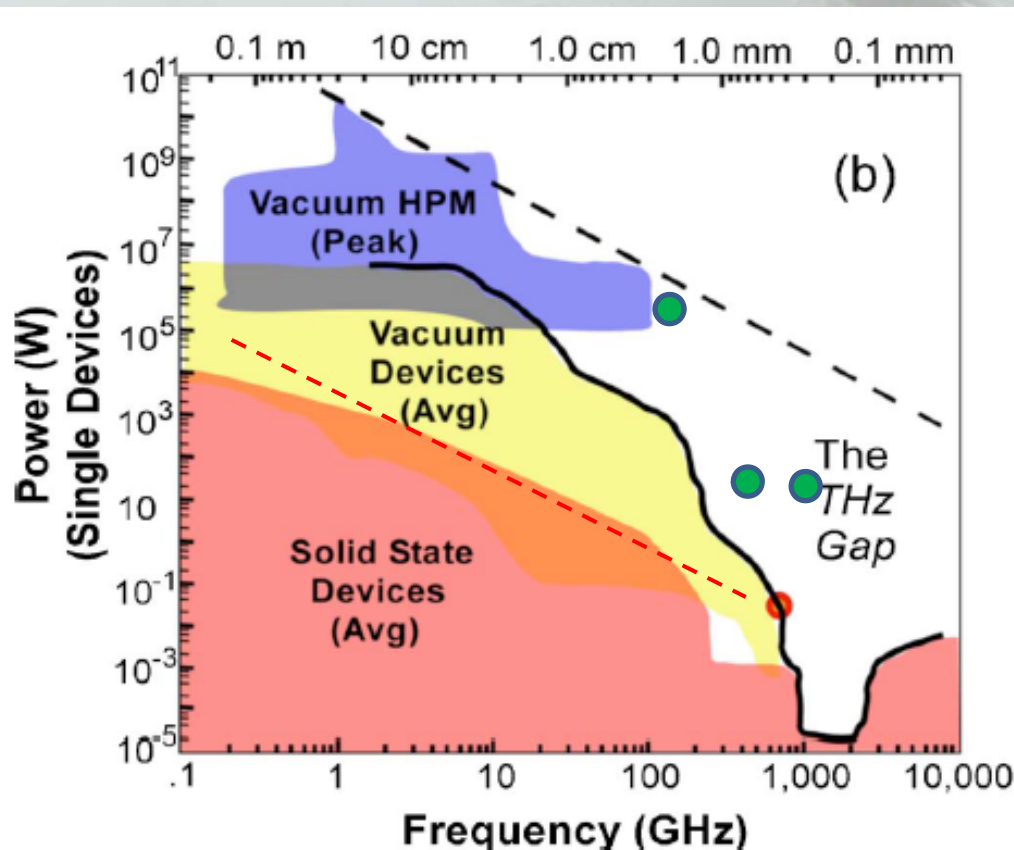 0.1 m 10 cm 1.0 cm 1.0 mm 0.1 mm
10¹¹
10⁹
10⁷
10⁵
10³
10
10⁻¹
10⁻³
10⁻⁵
Power (W)
(Single Devices)
(b)
Vacuum HPM
(Peak)
Vacuum
Devices
(Avg)
The
THz
Gap
Solid State
Devices
(Avg)
.1 1 10 100 1,000 10,000
Frequency (GHz)